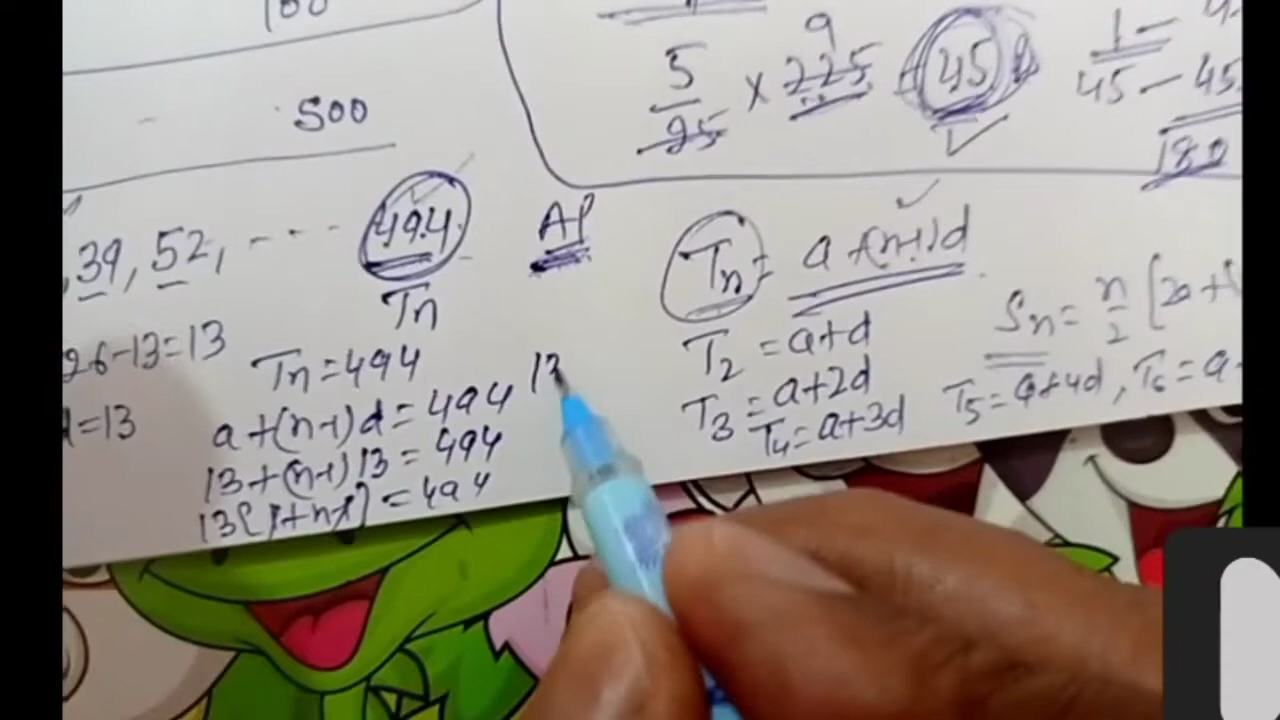 500
5/25 × 225 9 45
45 - 45
180
, 39, 52, - - - 494 AP
Tn
Tn = a + (n-1)d
26-13=13
d=13
Tn = 494
a+(n-1)d = 494
13+(n-1)13 = 494
13[1+n-1] = 494
13
T2 = a+d
T3 = a+2d
T4 = a+3d
Sn = n/2 [2a+
T5 = a+4d, T6 = a